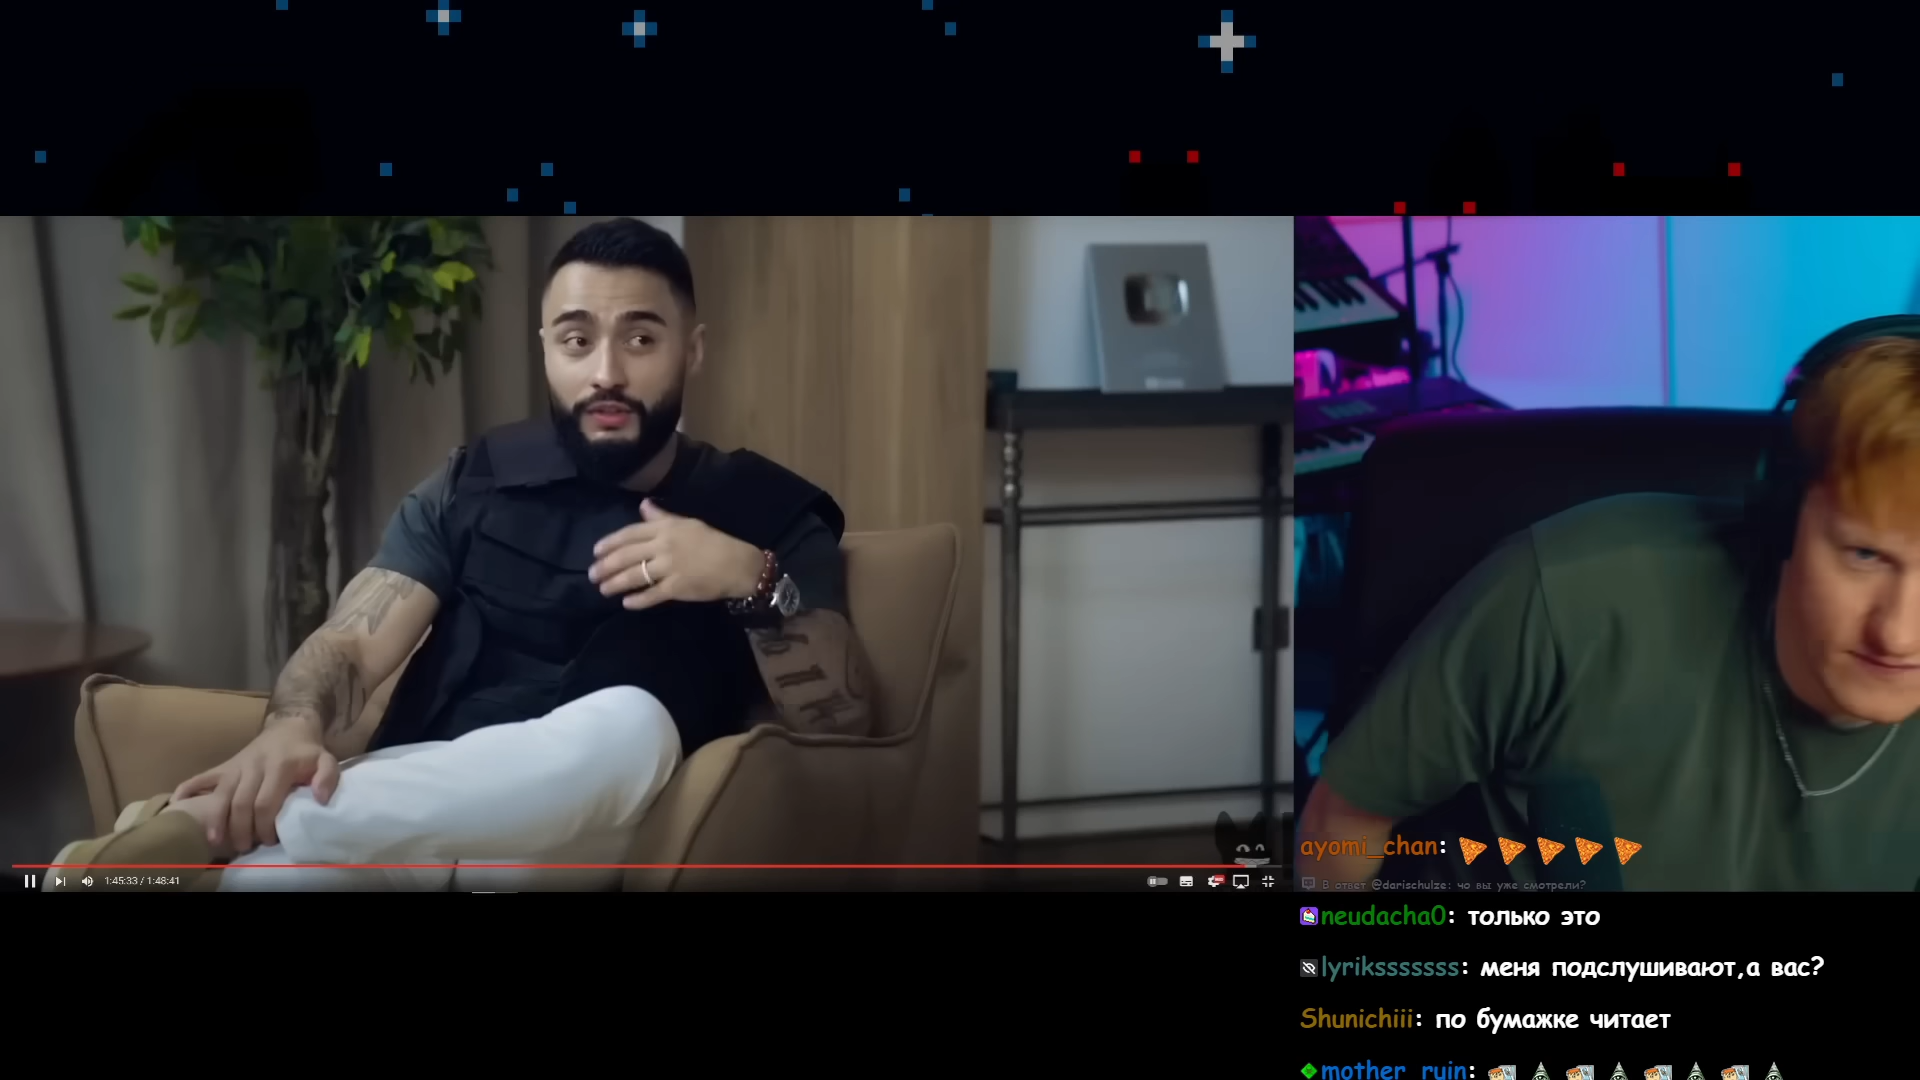 1:45:33 / 1:48:41
ayomi_chan:
В ответ @darischulze: чо вы уже смотрели?
neudacha0: только это
lyriksssssss: меня подслушивают,а вас?
Shunichiii: по бумажке читает
mother_ruin: